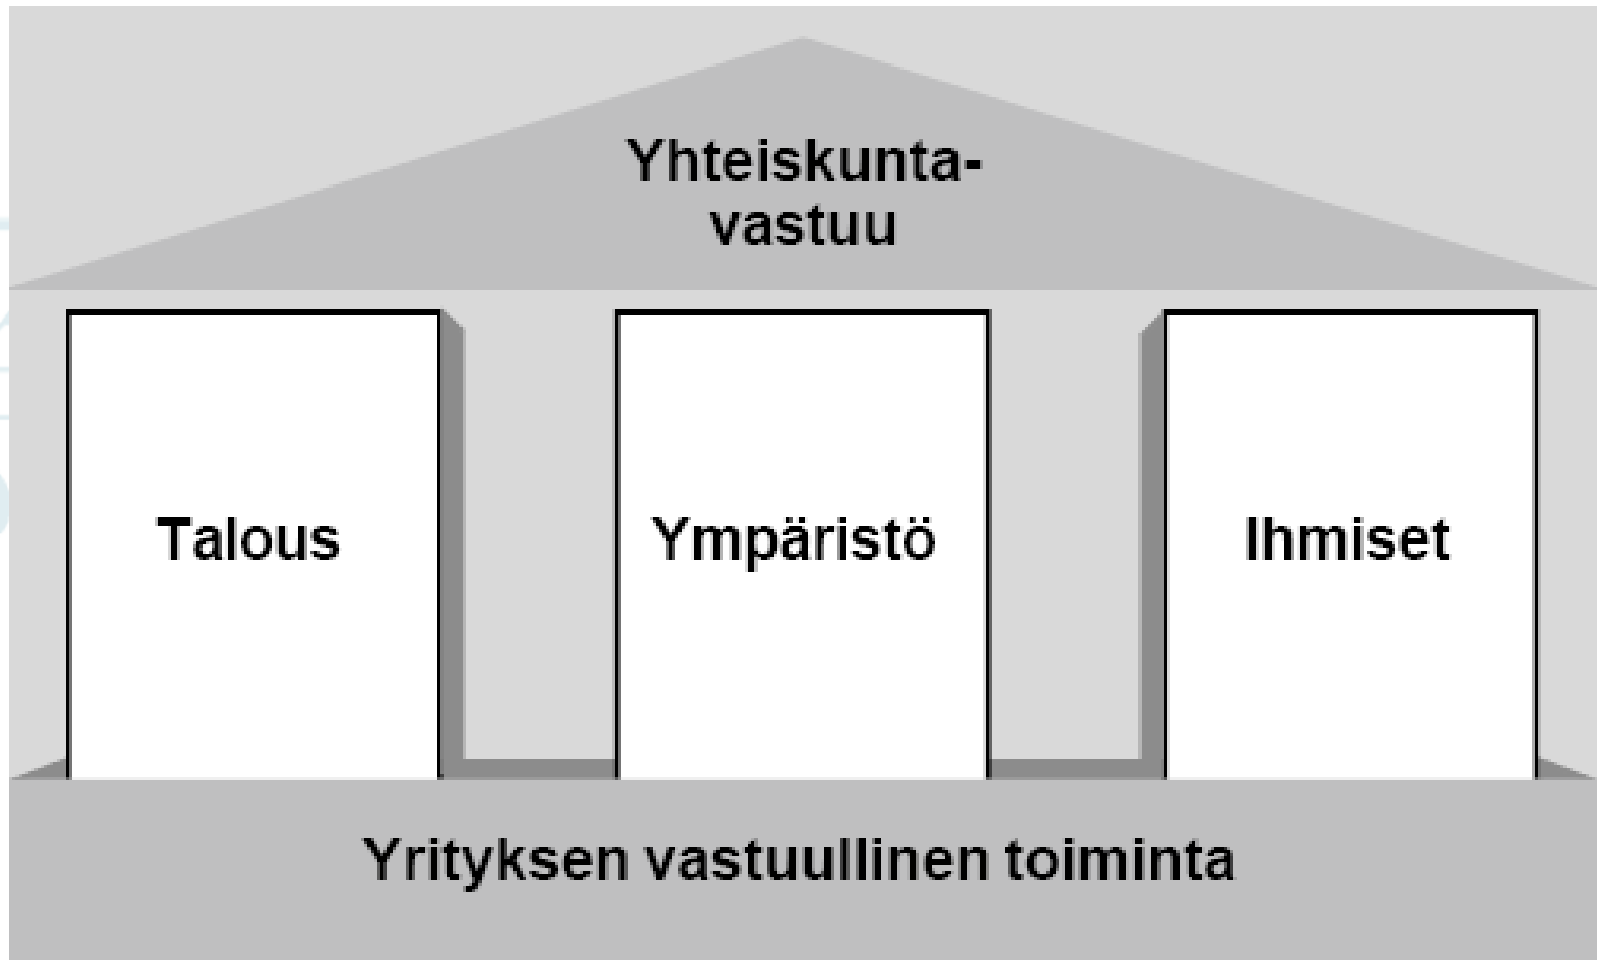 Yhteiskunta-
vastuu
Talous
Ympäristö
Ihmiset
Yrityksen vastuullinen toiminta